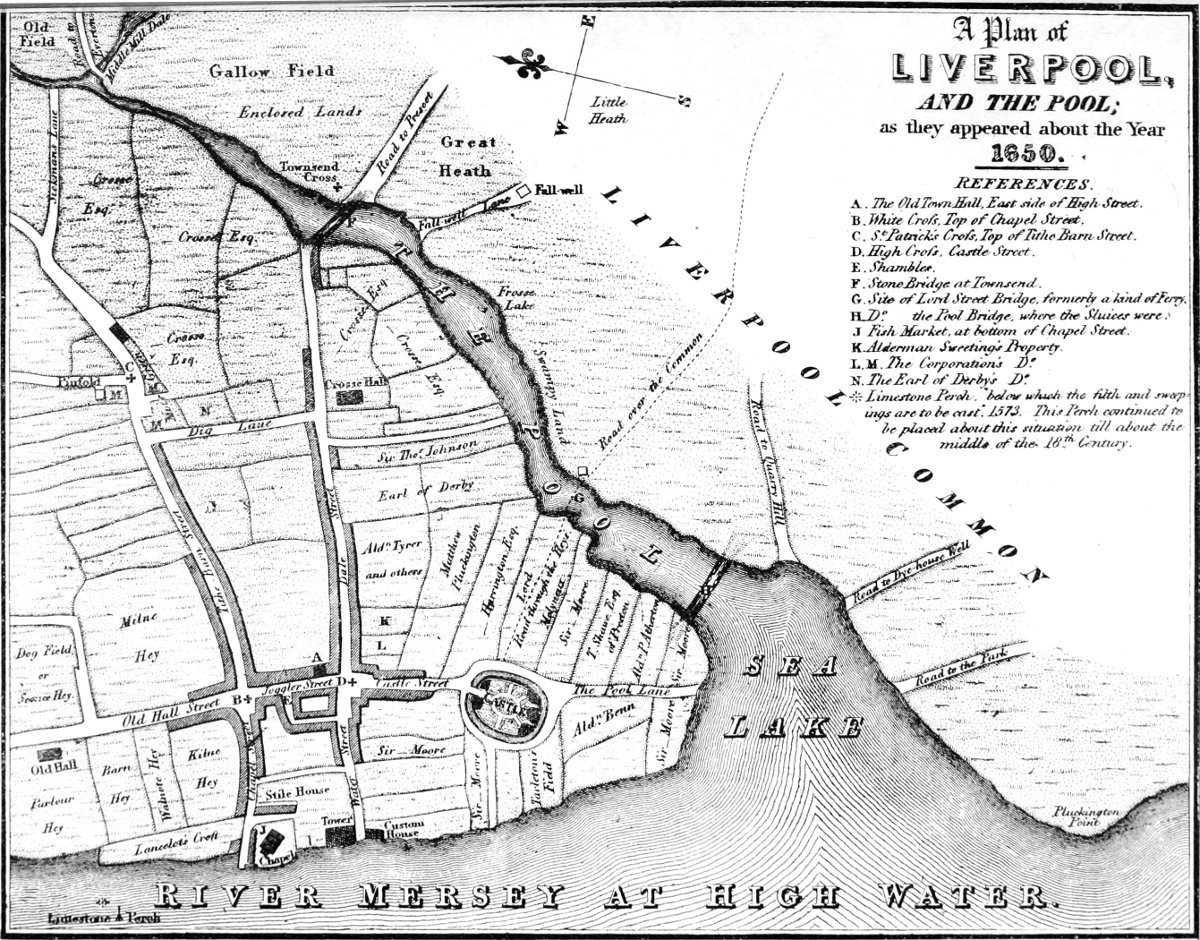 A Plan of
LIVERPOOL,
AND THE POOL;
as they appeared about the Year
1650.
REFERENCES.
A. The Old Town Hall, East side of High Street.
B. White Croſs, Top of Chapel Street.
C. St. Patrick's Croſs, Top of Tithe Barn Street.
D. High Croſs, Castle Street.
E. Shambles.
F. Stone Bridge at Townsend.
G. Site of Lord Street Bridge, formerly a kind of Ferry.
H. Do. the Pool Bridge, where the Sluices were.
J. Fish Market, at bottom of Chapel Street.
K. Alderman Sweeting's Property.
L, M. The Corporation's Do.
N. The Earl of Derby's Do.
Limestone Perch, "below which the filth and sweep-
ings are to be cast," 1573. This Perch continued to
be placed about this situation till about the
middle of the 18th Century.
Old
Field
Road to
Everton
Middle Mill Dale
Gallow Field
Enclosed Lands
E
S
W
Little
Heath
Road to Prescot
Great
Heath
Townsend
Cross
Fall well
Fall well Lane
Crosse
Esq.
Crosse Esq.
F
THE POOL
Frosse
Lake
LIVERPOOL COMMON
Crosse Esq.
Crosse
Esq.
Crosse
Esq.
Swampy Land
Road over the Common
Road to Quarry Hill
Pinfold
M
C
M
M
N
Crosse Hall
Dig Lane
Sir Thos. Johnson
Earl of Derby
G
Dale Street
Tithe Barn Street
Aldn. Tyrer
and others
Matthew
Pluckington
Harrington Esq.
Lord
Molyneux
Road through the Heys
Sir — Moore
T. Shawe Esq.
of Preston
Aldn. P. Atherton
Sir — Moore
K
L
H
Road to Dye-house Well
Road to the Park
Milne
Hey
Dog Field
or
Hey
A
B
Joggler Street
D
Castle Street
E
CASTLE
The Pool Lane
SEA
LAKE
Old Hall Street
Old Hall
Aldn. Benn
Sir — Moore
Sir — Moore
Sir — Moore
Tarleton's
Field
Barn
Hey
Walnote Hey
Kilne
Hey
Parlour
Hey
Chapel Street
Water Street
Stile House
Lancelot's Croft
J
Chapel
Tower
Custom
House
Pluckington
Point
RIVER MERSEY AT HIGH WATER.
Limestone Perch